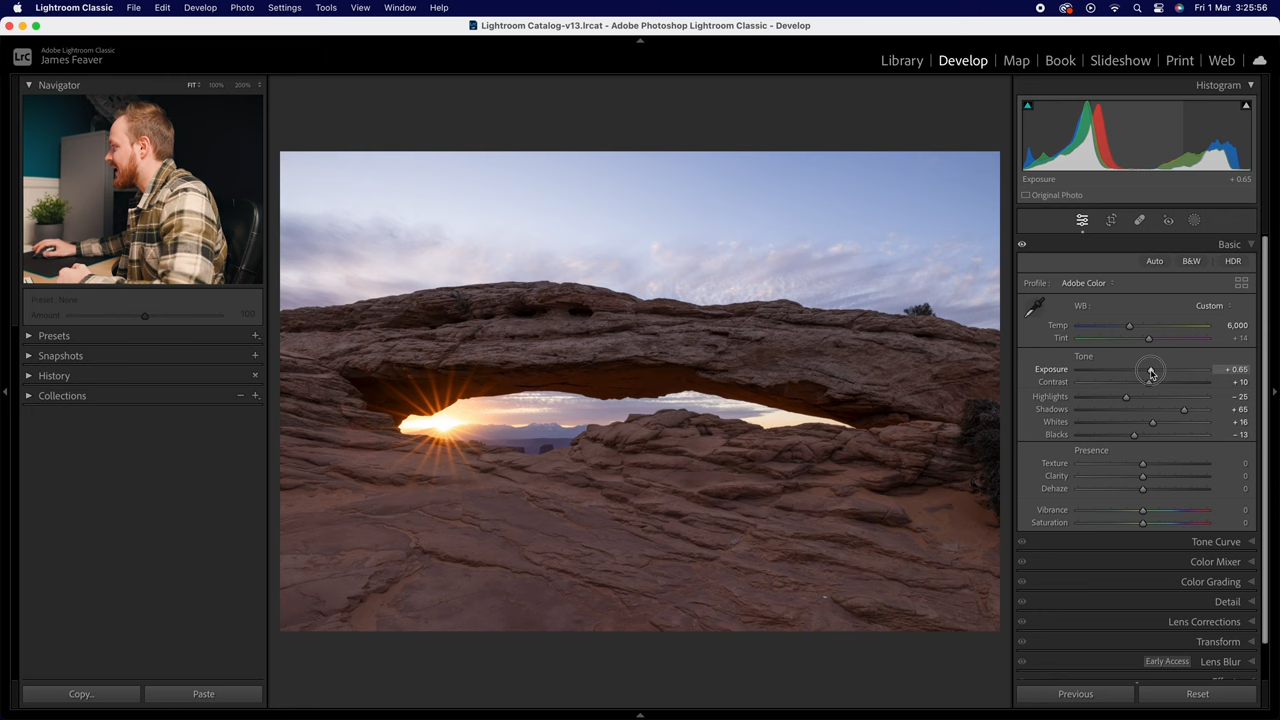 Lightroom Classic File Edit Develop Photo Settings Tools View Window Help Fri 1 Mar 3:25:56
Lightroom Catalog-v13.lrcat - Adobe Photoshop Lightroom Classic - Develop
LrC Adobe Lightroom Classic
James Feaver
Library | Develop | Map | Book | Slideshow | Print | Web
Navigator FIT 100% 200%
Histogram
Exposure + 0.65
Original Photo
Basic
Auto B&W HDR
Profile : Adobe Color
WB : Custom
Temp 6,000
Tint + 14
Tone
Exposure + 0.65
Contrast + 10
Highlights − 25
Shadows + 65
Whites + 16
Blacks − 13
Presence
Texture 0
Clarity 0
Dehaze 0
Vibrance 0
Saturation 0
Tone Curve
Color Mixer
Color Grading
Detail
Lens Corrections
Transform
Early Access Lens Blur
Preset : None
Amount 100
Presets
Snapshots
History
Collections
Copy... Paste
Previous Reset